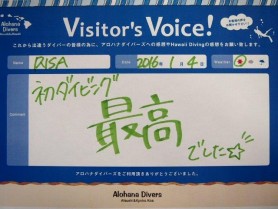 Alohana
Divers
Visitor's Voice!
これから出逢うダイバーの皆様の為に、アロハナダイバーズへの感想やHawaii Divingの感想をお願い致します。
Name RISA Date 2016 / 1 / 4 Weather
Comment
初ダイビング
最高
でした☆
アロハナダイバーズをご利用頂きありがとうございました。
Alohana Divers